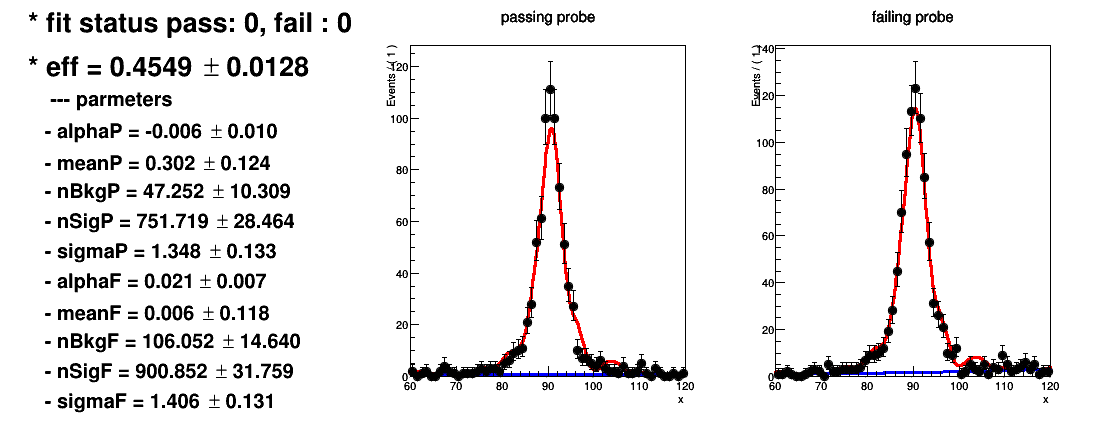 * fit status pass: 0, fail : 0
* eff = 0.4549 ± 0.0128
--- parmeters
- alphaP = -0.006 ± 0.010
- meanP = 0.302 ± 0.124
- nBkgP = 47.252 ± 10.309
- nSigP = 751.719 ± 28.464
- sigmaP = 1.348 ± 0.133
- alphaF = 0.021 ± 0.007
- meanF = 0.006 ± 0.118
- nBkgF = 106.052 ± 14.640
- nSigF = 900.852 ± 31.759
- sigmaF = 1.406 ± 0.131
passing probe
Events / ( 1 )
120
100
80
60
40
20
0
60 70 80 90 100 110 120
x
failing probe
Events / ( 1 )
140
120
100
80
60
40
20
0
60 70 80 90 100 110 120
x